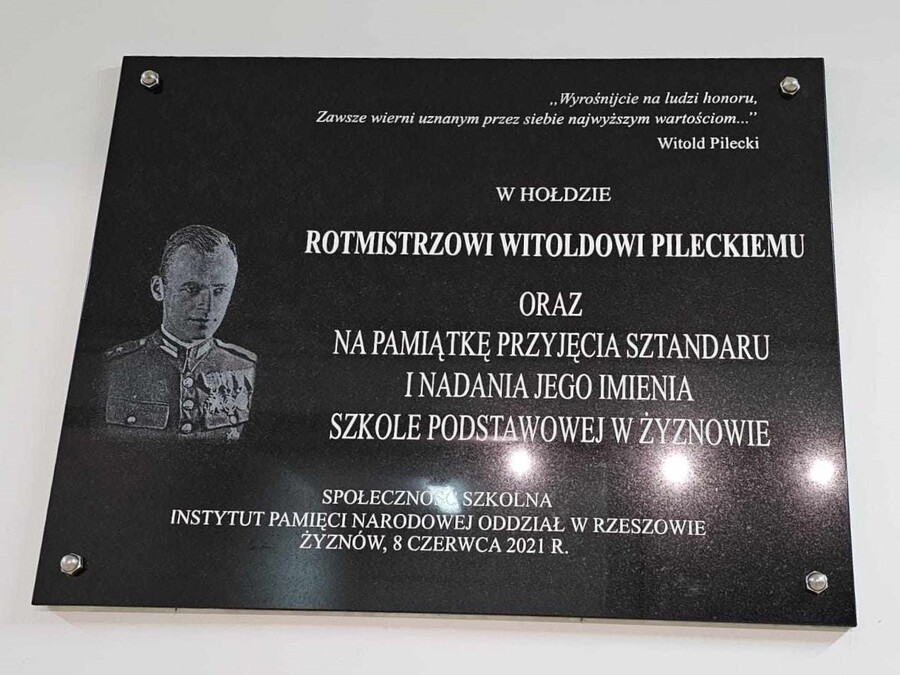 „Wyrośnijcie na ludzi honoru,
Zawsze wierni uznanym przez siebie najwyższym wartościom...”
Witold Pilecki
W HOŁDZIE
ROTMISTRZOWI WITOLDOWI PILECKIEMU
ORAZ
NA PAMIĄTKĘ PRZYJĘCIA SZTANDARU
I NADANIA JEGO IMIENIA
SZKOLE PODSTAWOWEJ W ŻYZNOWIE
SPOŁECZNOŚĆ SZKOLNA
INSTYTUT PAMIĘCI NARODOWEJ ODDZIAŁ W RZESZOWIE
ŻYZNÓW, 8 CZERWCA 2021 R.